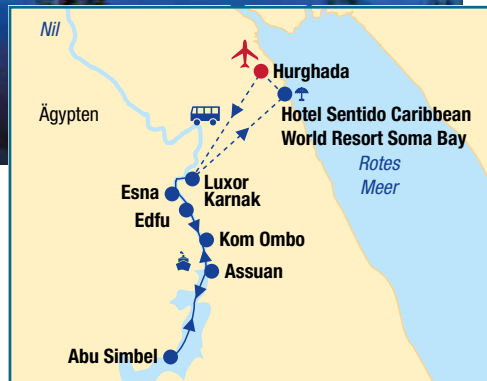 Nil
Hurghada
Ägypten
Hotel Sentido Caribbean
World Resort Soma Bay
Rotes
Meer
Luxor
Karnak
Esna
Edfu
Kom Ombo
Assuan
Abu Simbel